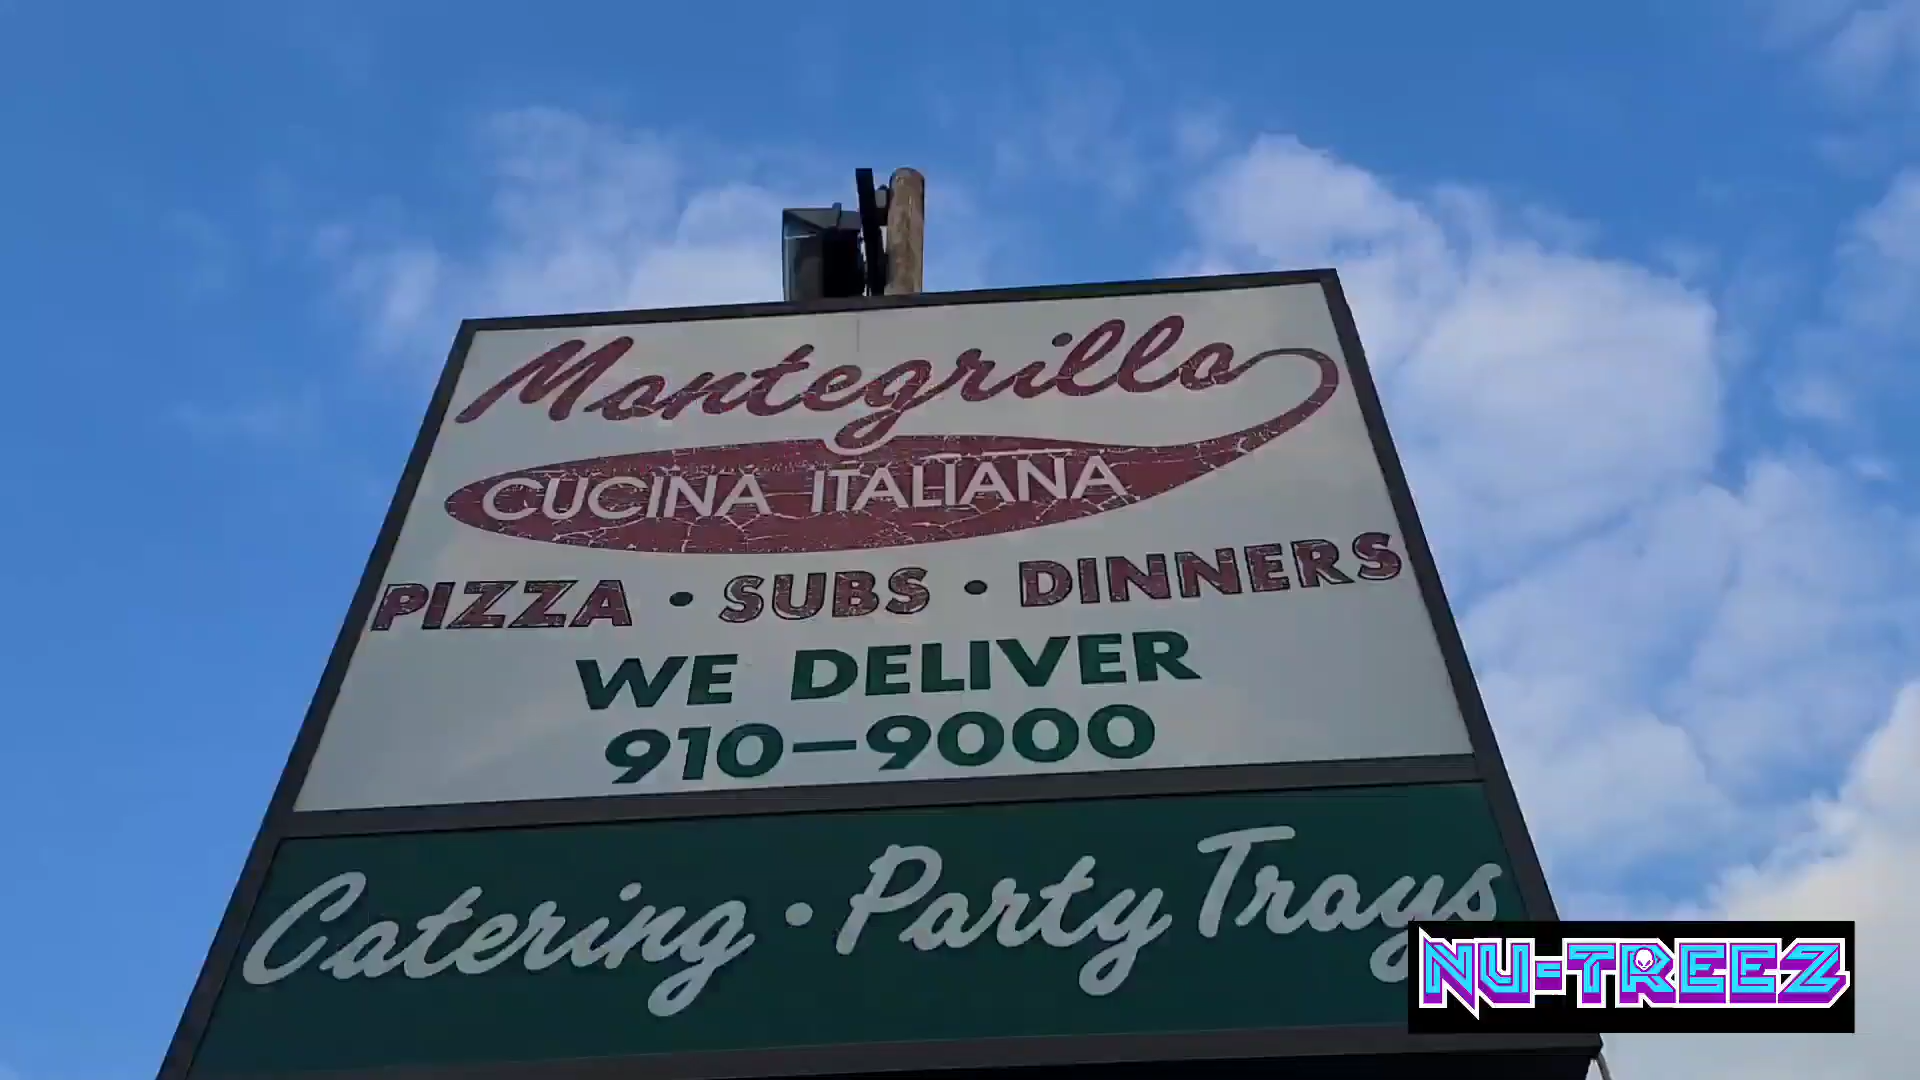 Montegrillo
CUCINA ITALIANA
PIZZA • SUBS • DINNERS
WE DELIVER
910-9000
Catering • Party Trays
NU-TREEZ